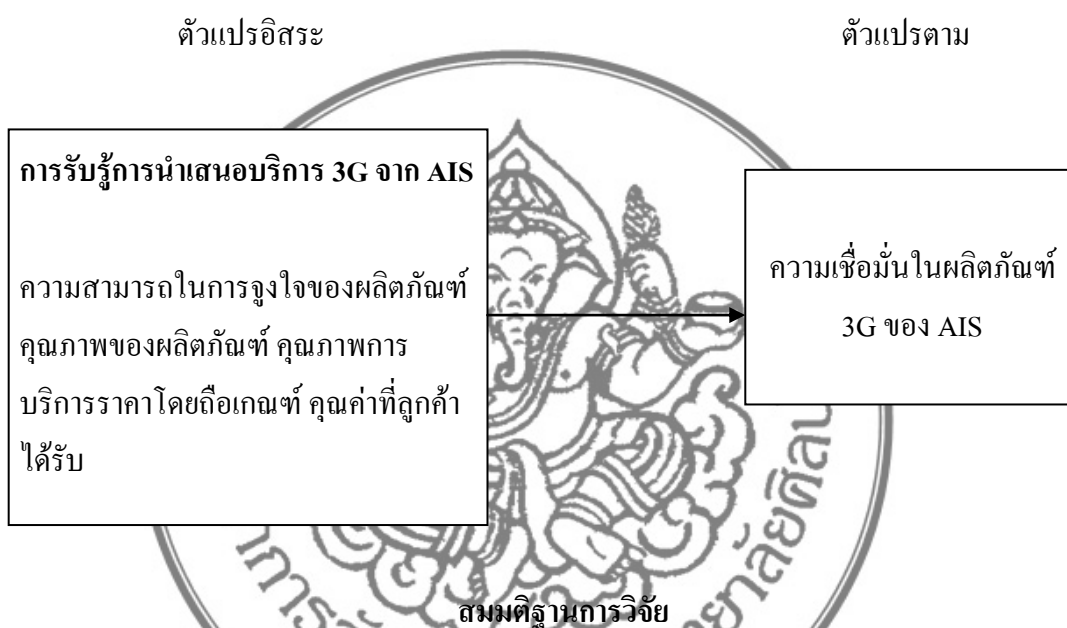 ตัวแปรอิสระ
ตัวแปรตาม
การรับรู้การนำเสนอบริการ 3G จาก AIS
ความสามารถในการจูงใจของผลิตภัณฑ์
คุณภาพของผลิตภัณฑ์ คุณภาพการ
บริการราคาโดยถือเกณฑ์ คุณค่าที่ลูกค้า
ได้รับ
ความเชื่อมั่นในผลิตภัณฑ์
3G ของ AIS
สมมติฐานการวิจัย